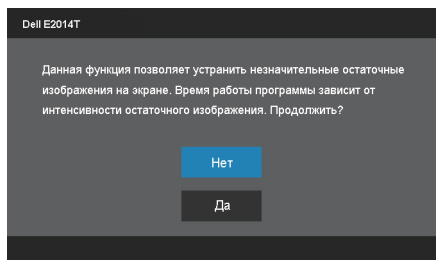 Dell E2014T
Данная функция позволяет устранить незначительные остаточные
изображения на экране. Время работы программы зависит от
интенсивности остаточного изображения. Продолжить?
Нет
Да